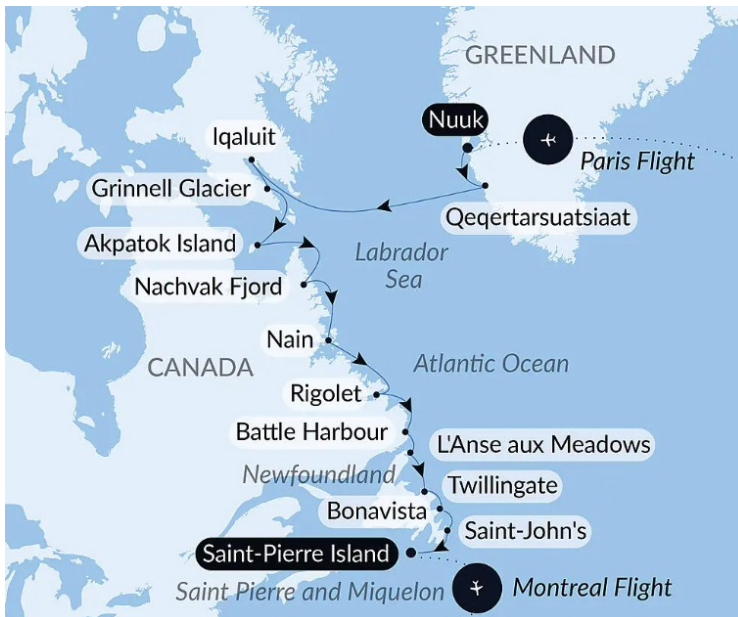 GREENLAND
Nuuk
Paris Flight
Iqaluit
Grinnell Glacier
Qeqertarsuatsiaat
Akpatok Island
Labrador
Sea
Nachvak Fjord
Nain
CANADA
Atlantic Ocean
Rigolet
Battle Harbour
L'Anse aux Meadows
Newfoundland
Twillingate
Bonavista
Saint-John's
Saint-Pierre Island
Saint Pierre and Miquelon
Montreal Flight